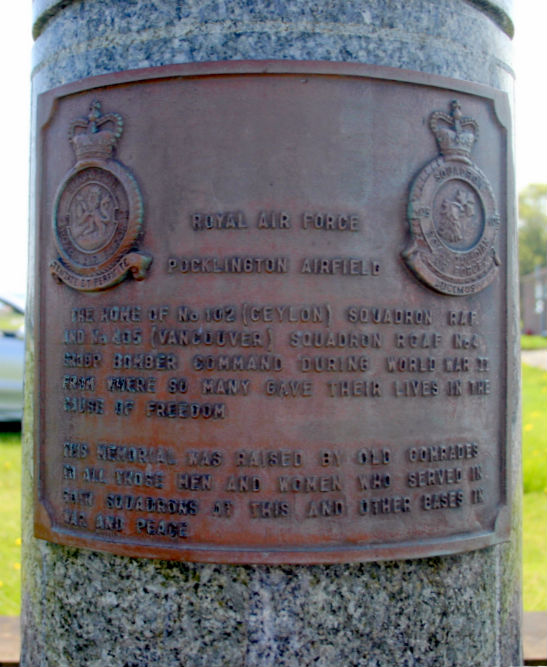 SQUADRON
ROYAL AIR FORCE
POCKLINGTON AIRFIELD
THE HOME OF No.102 (CEYLON) SQUADRON RAF.
AND No.405 (VANCOUVER) SQUADRON RCAF No.4.
GROUP BOMBER COMMAND DURING WORLD WAR II
FROM WHERE SO MANY GAVE THEIR LIVES IN THE
CAUSE OF FREEDOM
THIS MEMORIAL WAS RAISED BY OLD COMRADES
TO ALL THOSE MEN AND WOMEN WHO SERVED IN
BOTH SQUADRONS AT THIS AND OTHER BASES IN
WAR AND PEACE